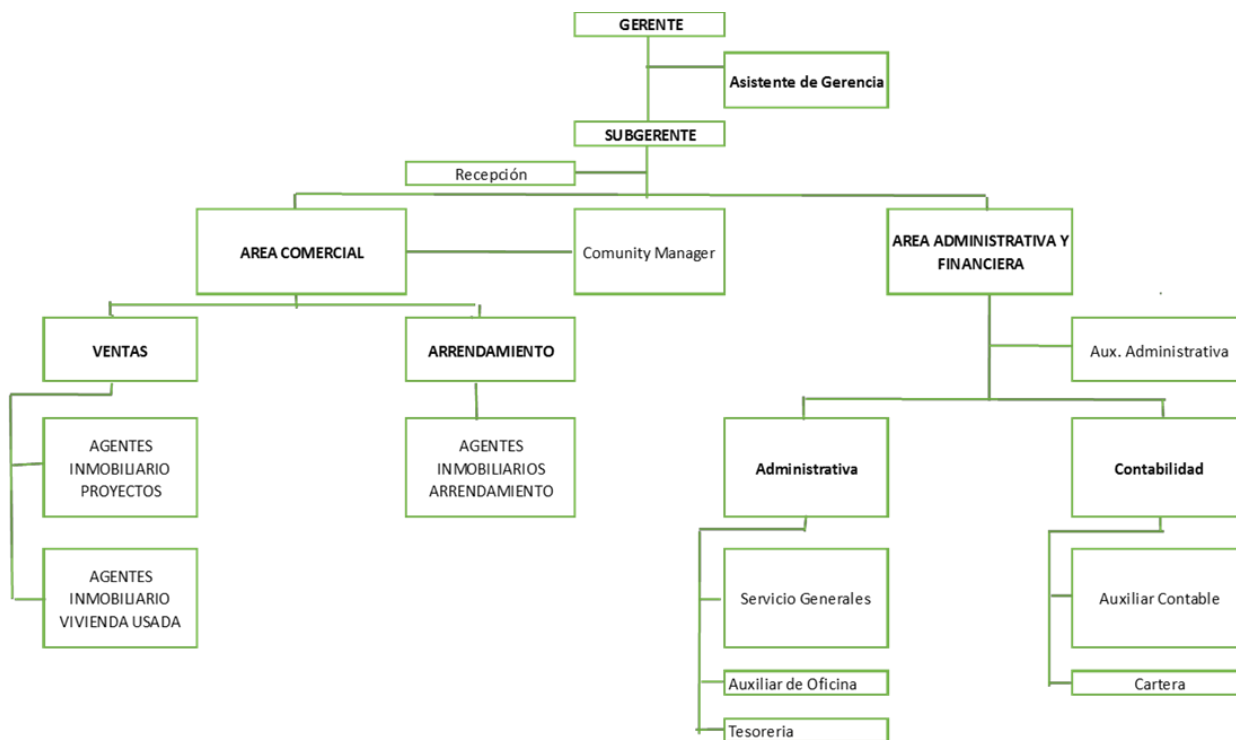 GERENTE
Asistente de Gerencia
SUBGERENTE
Recepción
AREA COMERCIAL
Comunity Manager
AREA ADMINISTRATIVA Y
FINANCIERA
VENTAS
ARRENDAMIENTO
Aux. Administrativa
AGENTES
INMOBILIARIO
PROYECTOS
AGENTES
INMOBILIARIOS
ARRENDAMIENTO
Administrativa
Contabilidad
AGENTES
INMOBILIARIO
VIVIENDA USADA
Servicio Generales
Auxiliar Contable
Auxiliar de Oficina
Cartera
Tesoreria